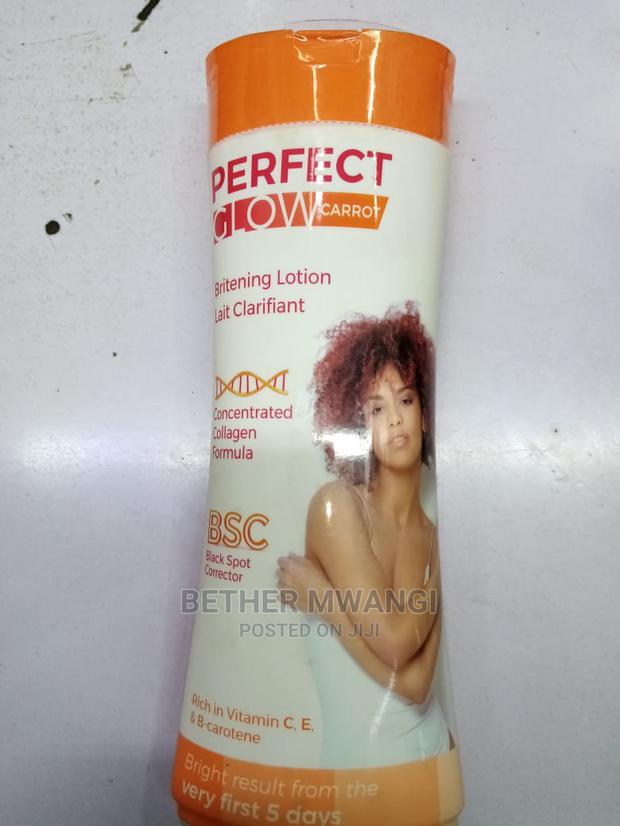 PERFECT
GLOW CARROT
Britening Lotion
Lait Clarifiant
Concentrated
Collagen
Formula
BSC
Black Spot
Corrector
BETHER MWANGI
POSTED ON JIJI
Rich in Vitamin C, E,
& B-carotene
Bright result from the
very first 5 days